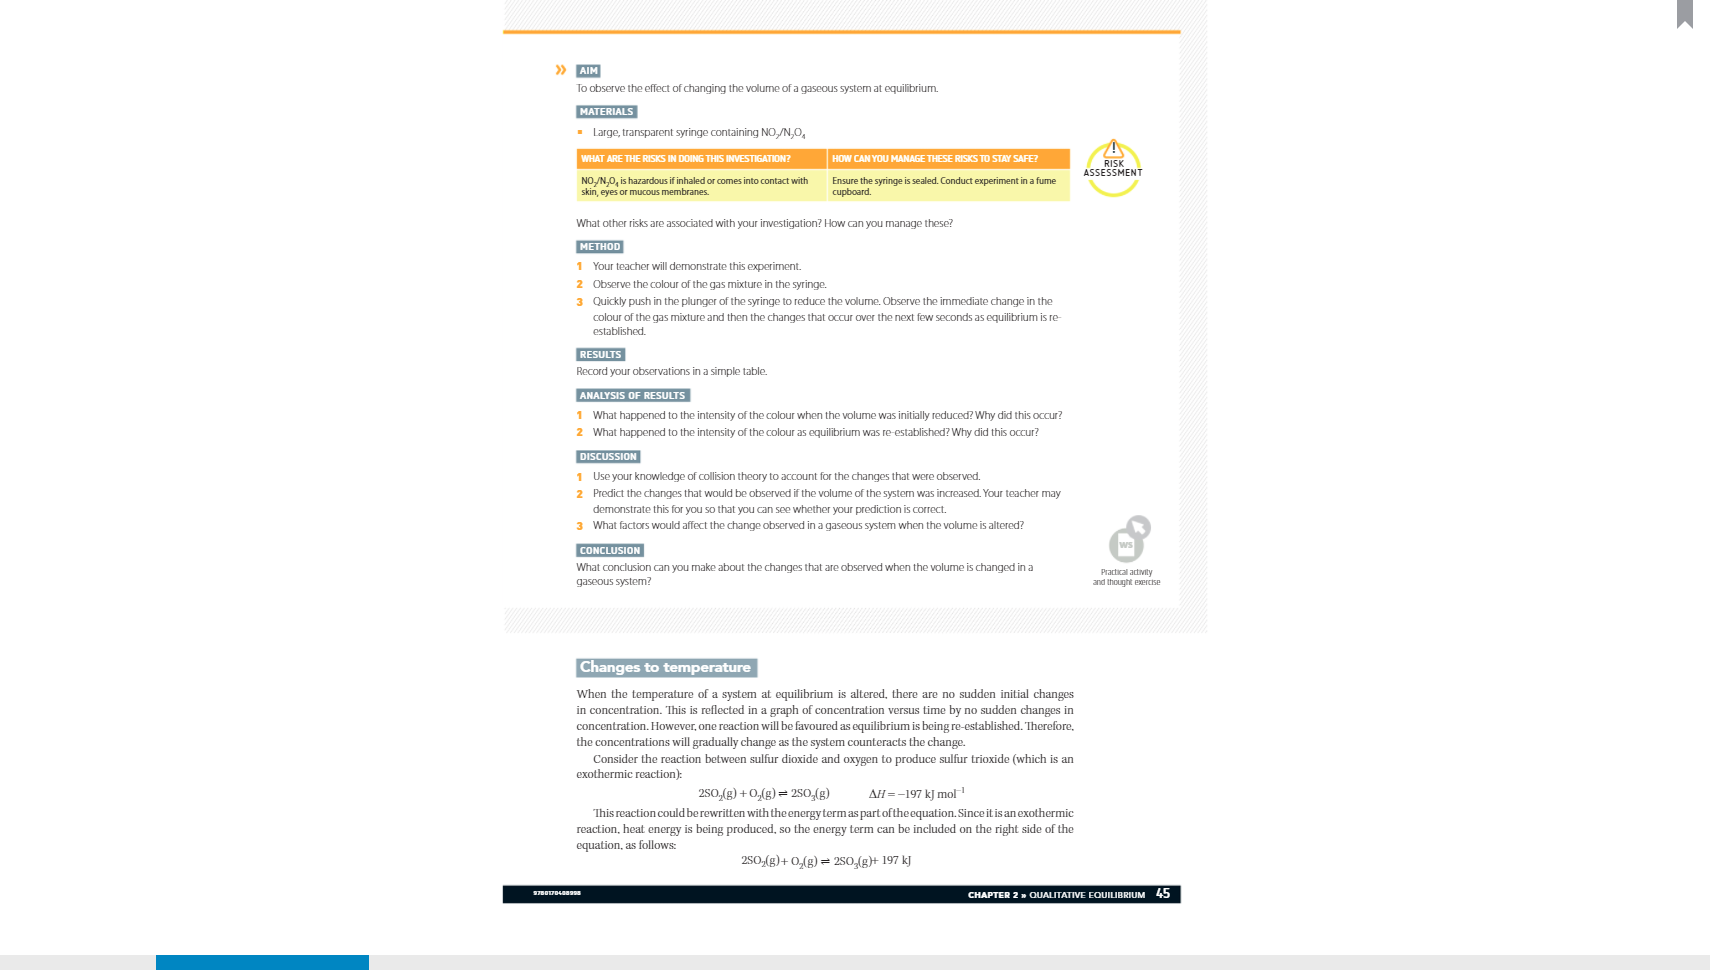 » AIM
To observe the effect of changing the volume of a gaseous system at equilibrium.
MATERIALS
▪ Large, transparent syringe containing NO₂/N₂O₄
WHAT ARE THE RISKS IN DOING THIS INVESTIGATION?
HOW CAN YOU MANAGE THESE RISKS TO STAY SAFE?
NO₂/N₂O₄ is hazardous if inhaled or comes into contact with
skin, eyes or mucous membranes.
Ensure the syringe is sealed. Conduct experiment in a fume
cupboard.
!
RISK
ASSESSMENT
What other risks are associated with your investigation? How can you manage these?
METHOD
1 Your teacher will demonstrate this experiment.
2 Observe the colour of the gas mixture in the syringe.
3 Quickly push in the plunger of the syringe to reduce the volume. Observe the immediate change in the
colour of the gas mixture and then the changes that occur over the next few seconds as equilibrium is re-
established.
RESULTS
Record your observations in a simple table.
ANALYSIS OF RESULTS
1 What happened to the intensity of the colour when the volume was initially reduced? Why did this occur?
2 What happened to the intensity of the colour as equilibrium was re-established? Why did this occur?
DISCUSSION
1 Use your knowledge of collision theory to account for the changes that were observed.
2 Predict the changes that would be observed if the volume of the system was increased. Your teacher may
demonstrate this for you so that you can see whether your prediction is correct.
3 What factors would affect the change observed in a gaseous system when the volume is altered?
CONCLUSION
What conclusion can you make about the changes that are observed when the volume is changed in a
gaseous system?
WS
Practical activity
and thought exercise
Changes to temperature
When the temperature of a system at equilibrium is altered, there are no sudden initial changes
in concentration. This is reflected in a graph of concentration versus time by no sudden changes in
concentration. However, one reaction will be favoured as equilibrium is being re-established. Therefore,
the concentrations will gradually change as the system counteracts the change.
Consider the reaction between sulfur dioxide and oxygen to produce sulfur trioxide (which is an
exothermic reaction):
2SO₂(g) + O₂(g) ⇌ 2SO₃(g) ΔH = −197 kJ mol⁻¹
This reaction could be rewritten with the energy term as part of the equation. Since it is an exothermic
reaction, heat energy is being produced, so the energy term can be included on the right side of the
equation, as follows:
2SO₂(g) + O₂(g) ⇌ 2SO₃(g) + 197 kJ
9780170408998
CHAPTER 2 » QUALITATIVE EQUILIBRIUM 45